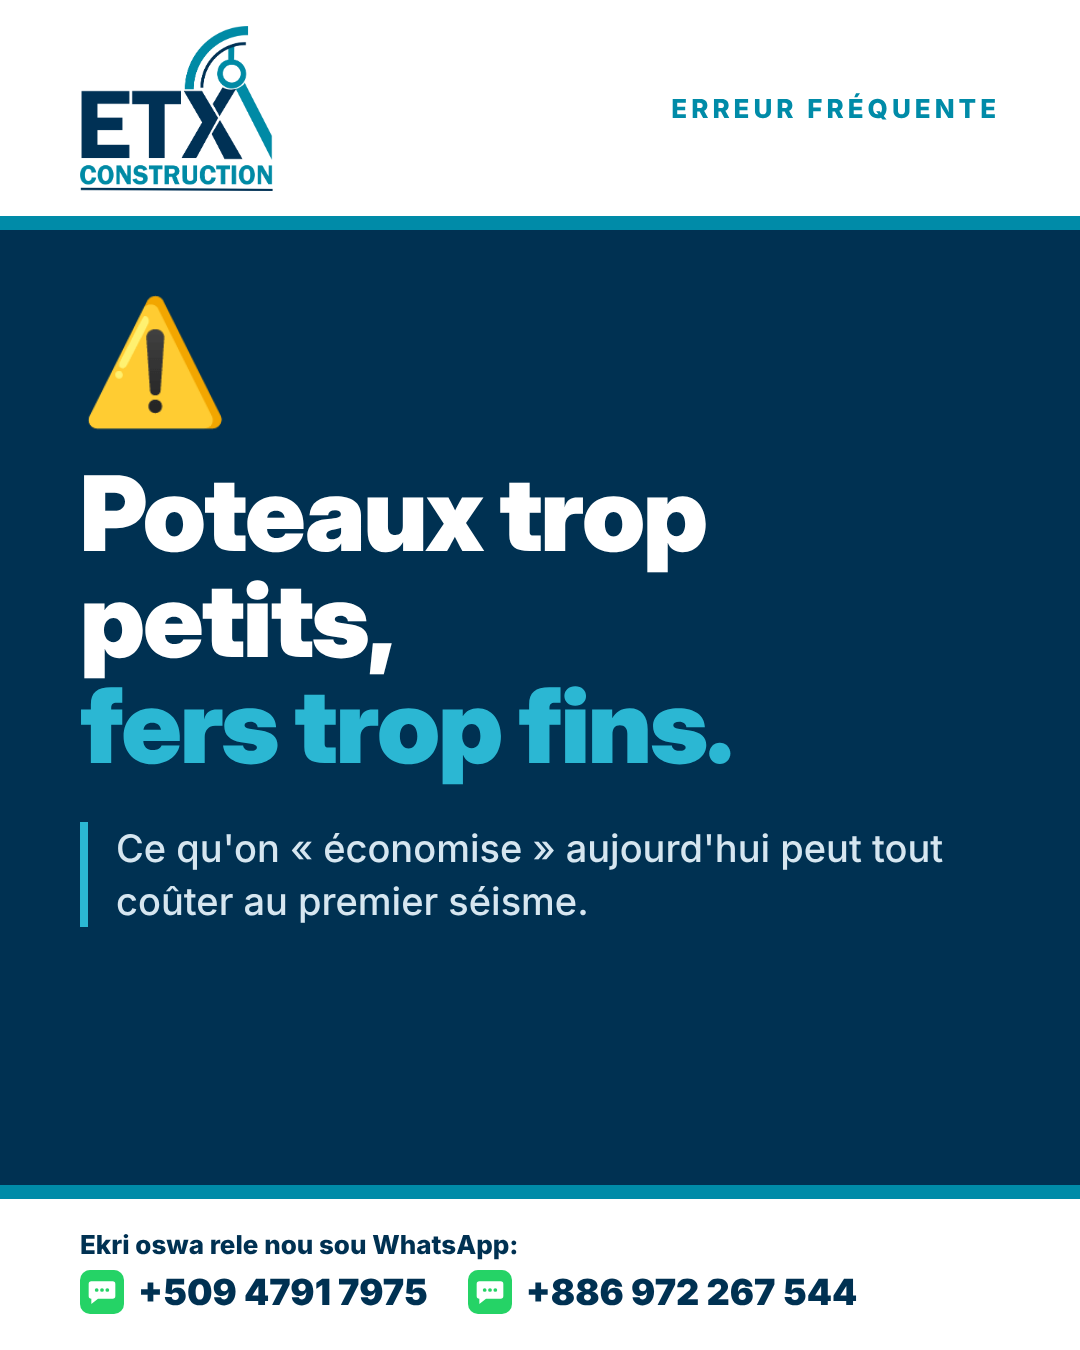 ETX
CONSTRUCTION
ERREUR FRÉQUENTE
Poteaux trop
petits,
fers trop fins.
Ce qu'on « économise » aujourd'hui peut tout
coûter au premier séisme.
Ekri oswa rele nou sou WhatsApp:
+509 4791 7975 +886 972 267 544